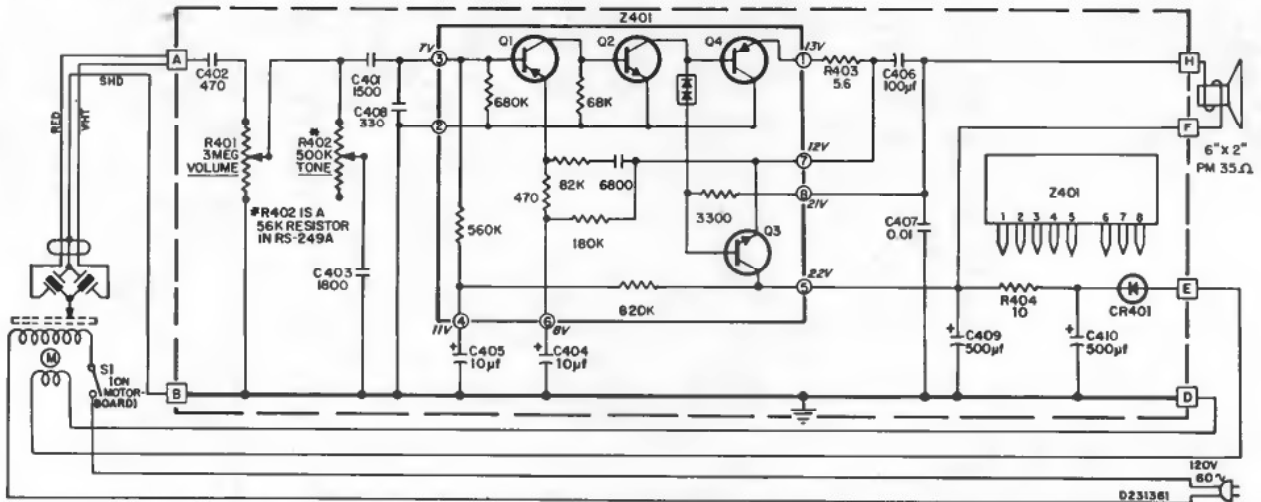 Z401
A
C402
470
SHD
RED
WHT
R401
3MEG
VOLUME
*
R402
500K
TONE
*R402 IS A
56K RESISTOR
IN RS-249A
C401
1500
C408
330
C403
1800
7V
3
2
Q1
680K
Q2
68K
Q4
13V
1
R403
5.6
C406
100µf
82K
6800
12V
7
470
180K
3300
8
21V
560K
Q3
820K
5
22V
11V
4
6
8V
+
C405
10µf
+
C404
10µf
C407
0.01
H
F
6" x 2"
PM 35Ω
Z401
1 2 3 4 5 6 7 8
R404
10
CR401
E
+
C409
500µf
+
C410
500µf
M
S1
(ON
MOTOR-
BOARD)
B
D
120V
60~
D231361